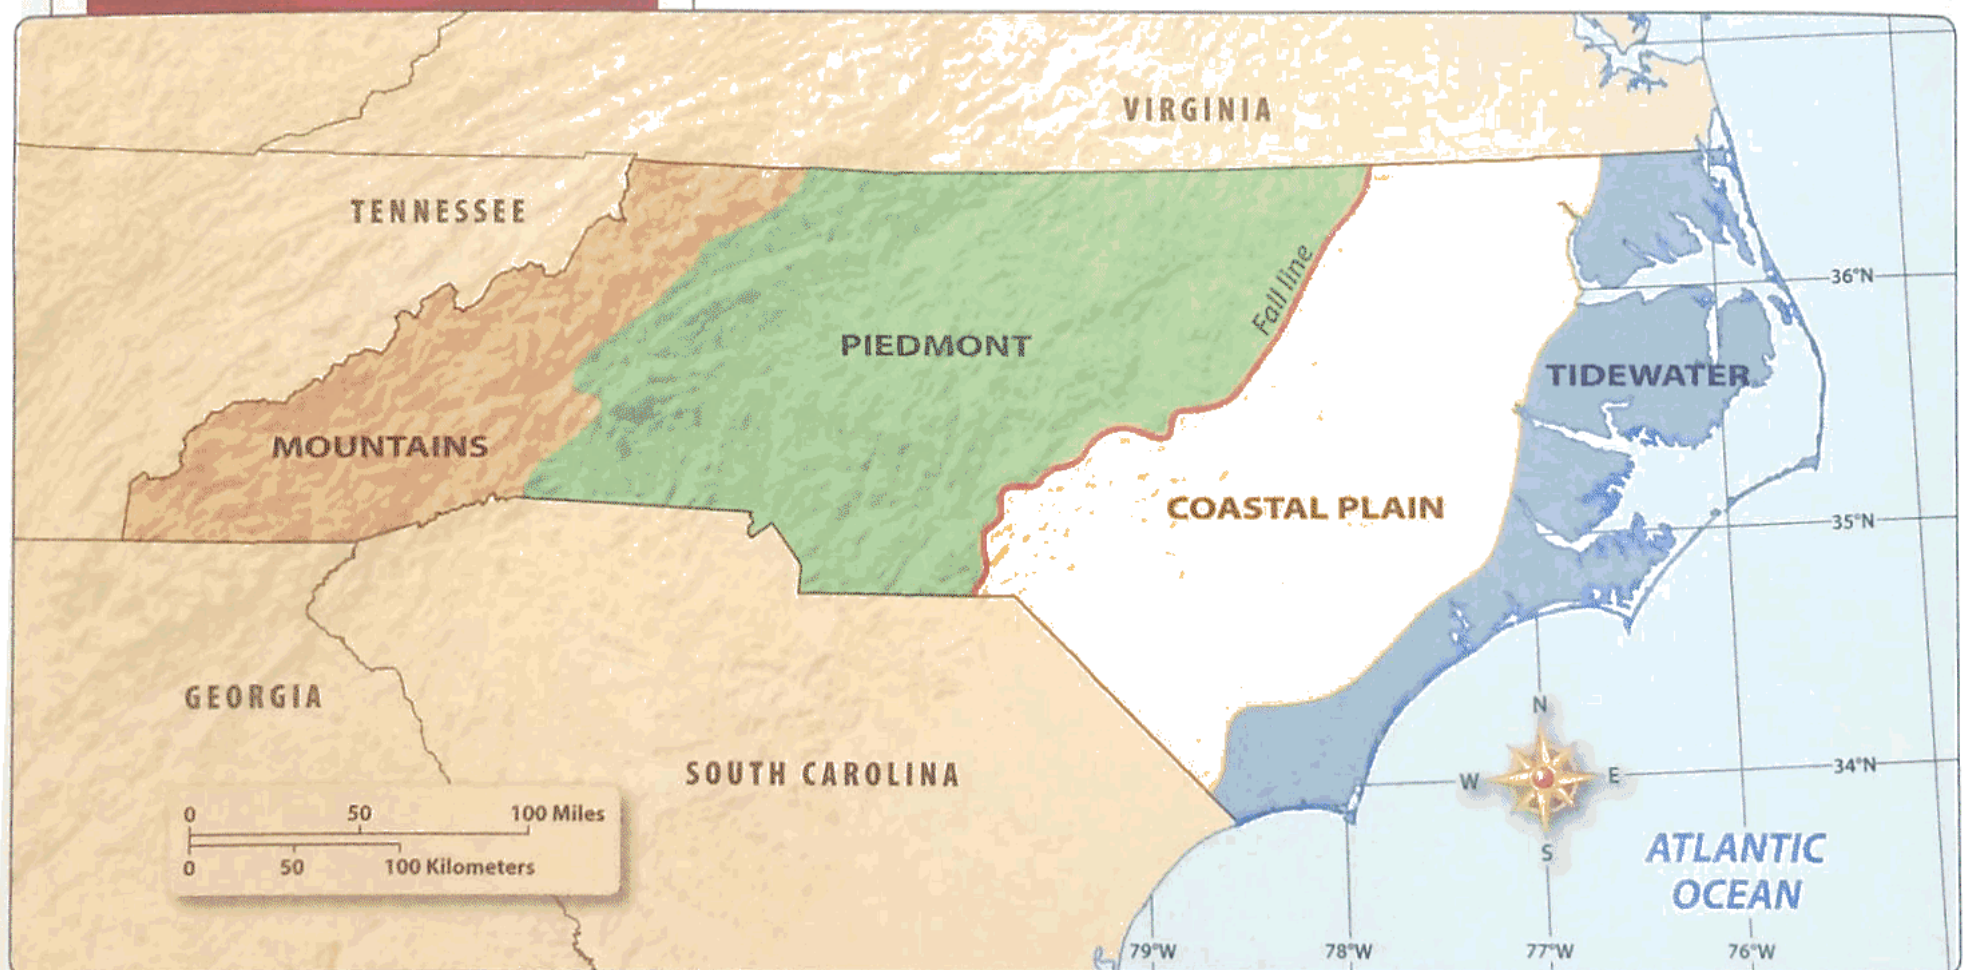 VIRGINIA
TENNESSEE
Fall line
36°N
PIEDMONT
TIDEWATER
MOUNTAINS
COASTAL PLAIN
35°N
GEORGIA
N
SOUTH CAROLINA
W
E
34°N
0 50 100 Miles
0 50 100 Kilometers
S
ATLANTIC
OCEAN
79°W 78°W 77°W 76°W